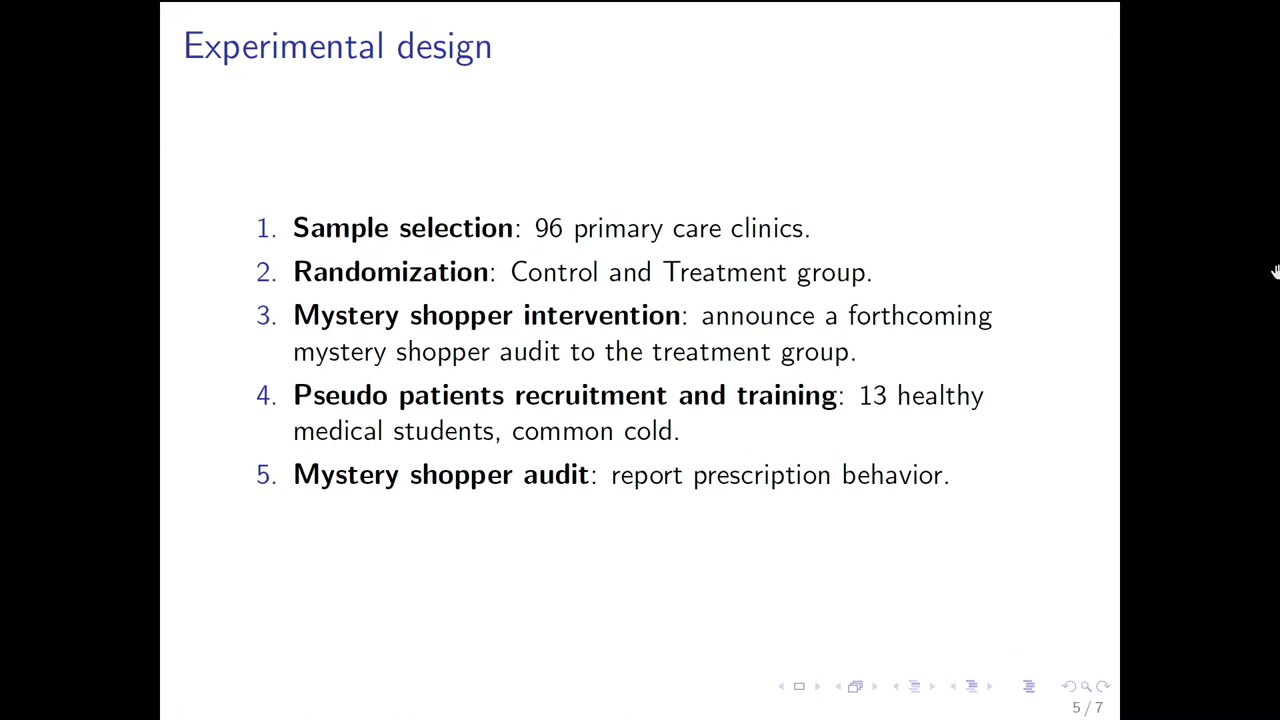 Experimental design
1. Sample selection: 96 primary care clinics.
2. Randomization: Control and Treatment group.
3. Mystery shopper intervention: announce a forthcoming
mystery shopper audit to the treatment group.
4. Pseudo patients recruitment and training: 13 healthy
medical students, common cold.
5. Mystery shopper audit: report prescription behavior.
5 / 7